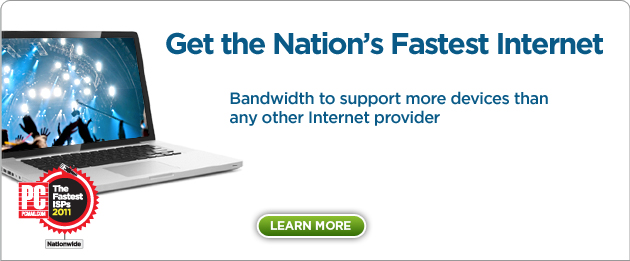 Get the Nation's Fastest Internet
Bandwidth to support more devices than
any other Internet provider
PC
PCMAG.COM
The
Fastest
ISPs
2011
Nationwide
LEARN MORE